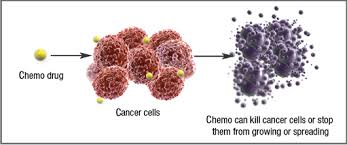 Chemo drug
Cancer cells
Chemo can kill cancer cells or stop
them from growing or spreading